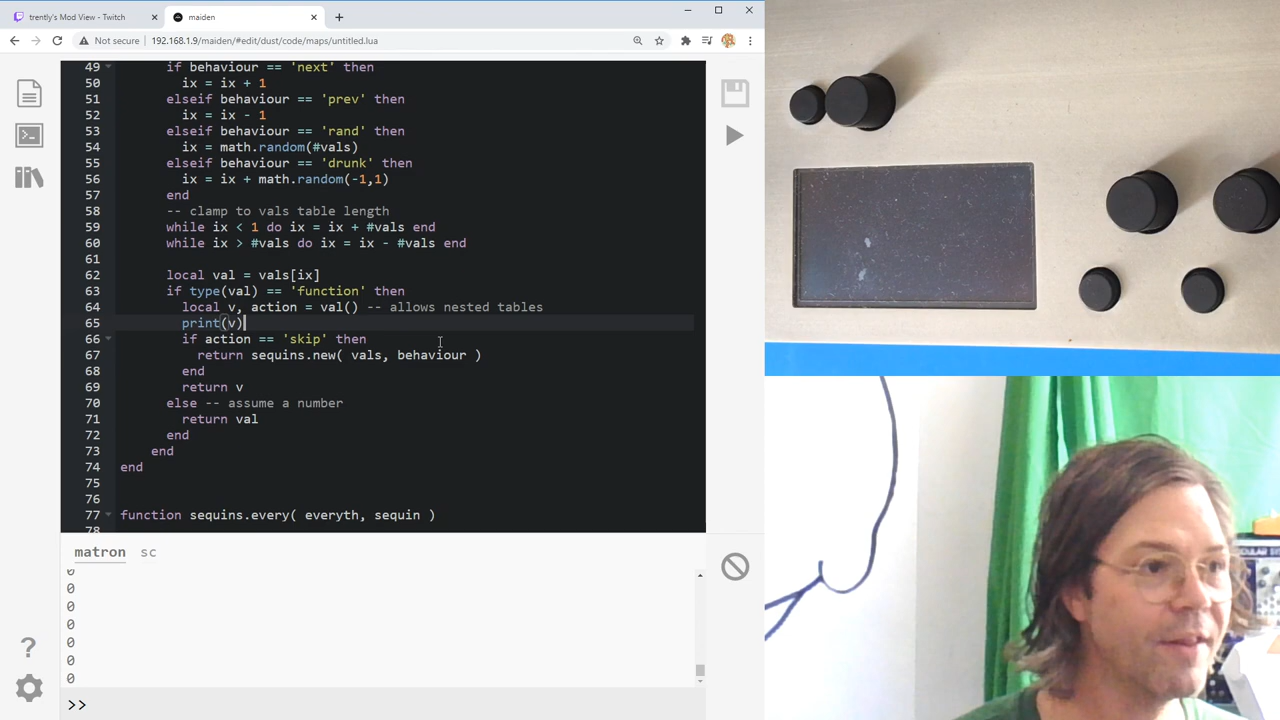 trently's Mod View - Twitch
maiden
Not secure
192.168.1.9/maiden/#edit/dust/code/maps/untitled.lua
49 if behaviour == 'next' then
50 ix = ix + 1
51 elseif behaviour == 'prev' then
52 ix = ix - 1
53 elseif behaviour == 'rand' then
54 ix = math.random(#vals)
55 elseif behaviour == 'drunk' then
56 ix = ix + math.random(-1,1)
57 end
58 -- clamp to vals table length
59 while ix < 1 do ix = ix + #vals end
60 while ix > #vals do ix = ix - #vals end
61
62 local val = vals[ix]
63 if type(val) == 'function' then
64 local v, action = val() -- allows nested tables
65 print(v)
66 if action == 'skip' then
67 return sequins.new( vals, behaviour )
68 end
69 return v
70 else -- assume a number
71 return val
72 end
73 end
74 end
75
76
77 function sequins.every( everyth, sequin )
78
matron sc
0
0
0
0
0
0
0
>>